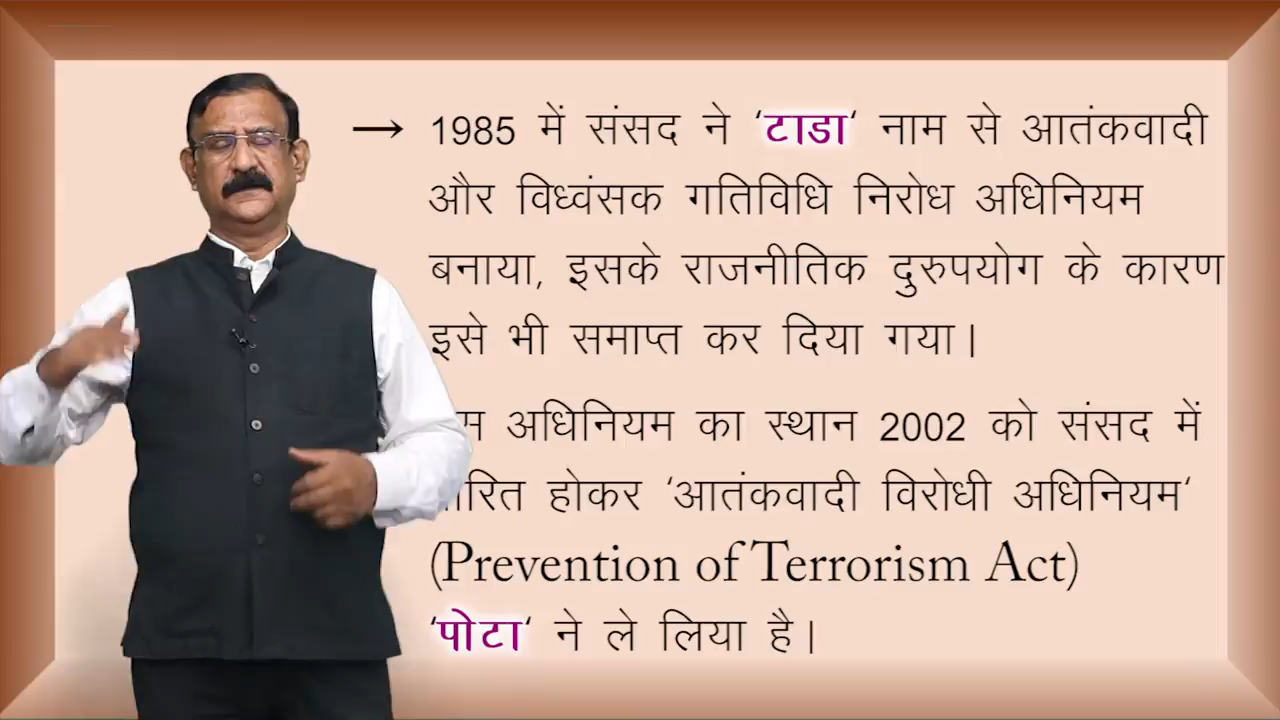 → 1985 में संसद ने ‘टाडा‘ नाम से आतंकवादी
और विध्वंसक गतिविधि निरोध अधिनियम
बनाया, इसके राजनीतिक दुरुपयोग के कारण
इसे भी समाप्त कर दिया गया।
अधिनियम का स्थान 2002 को संसद में
होकर ‘आतंकवादी विरोधी अधिनियम‘
(Prevention of Terrorism Act)
‘पोटा‘ ने ले लिया है।